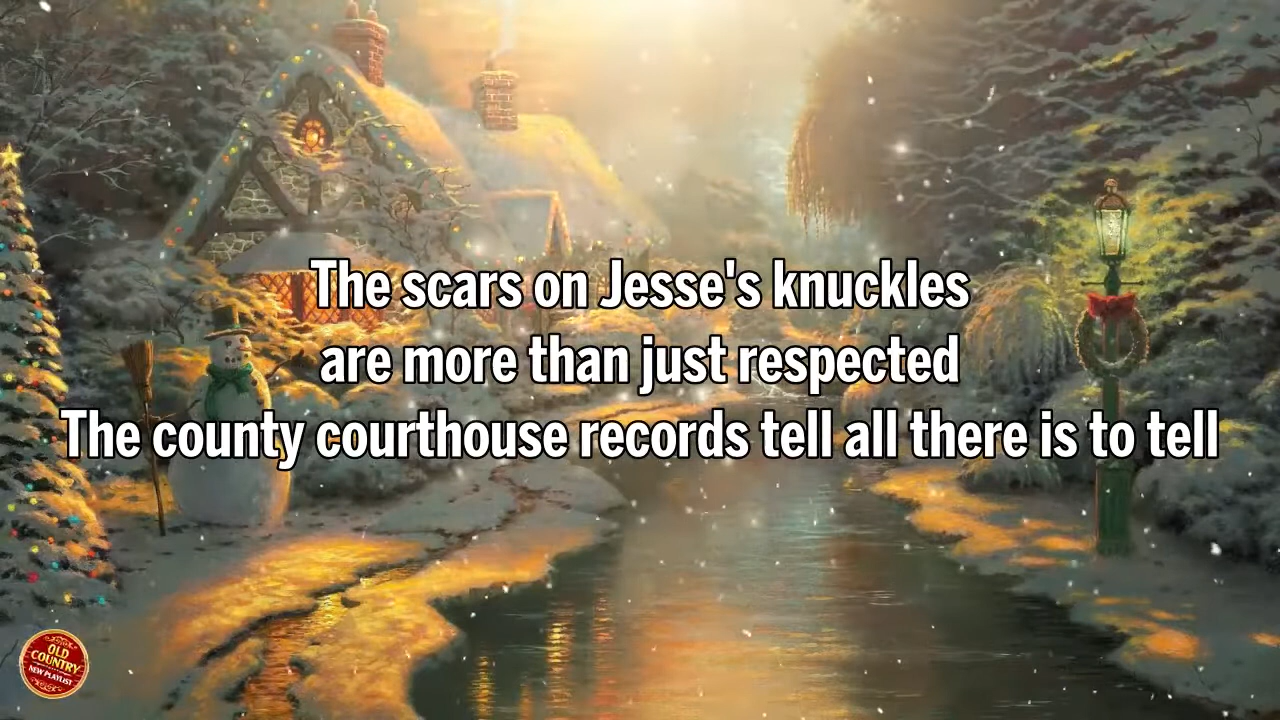 The scars on Jesse's knuckles
are more than just respected
The county courthouse records tell all there is to tell
OLD
COUNTRY
NEW PLAYLIST